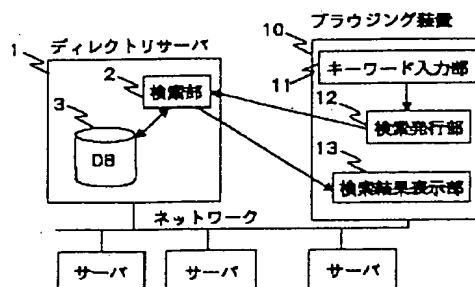 ブラウジング装置
10
ディレクトリサーバ
1
キーワード入力部
11
2
検索部
12
検索発行部
3
DB
13
検索結果表示部
ネットワーク
サーバ
サーバ
サーバ